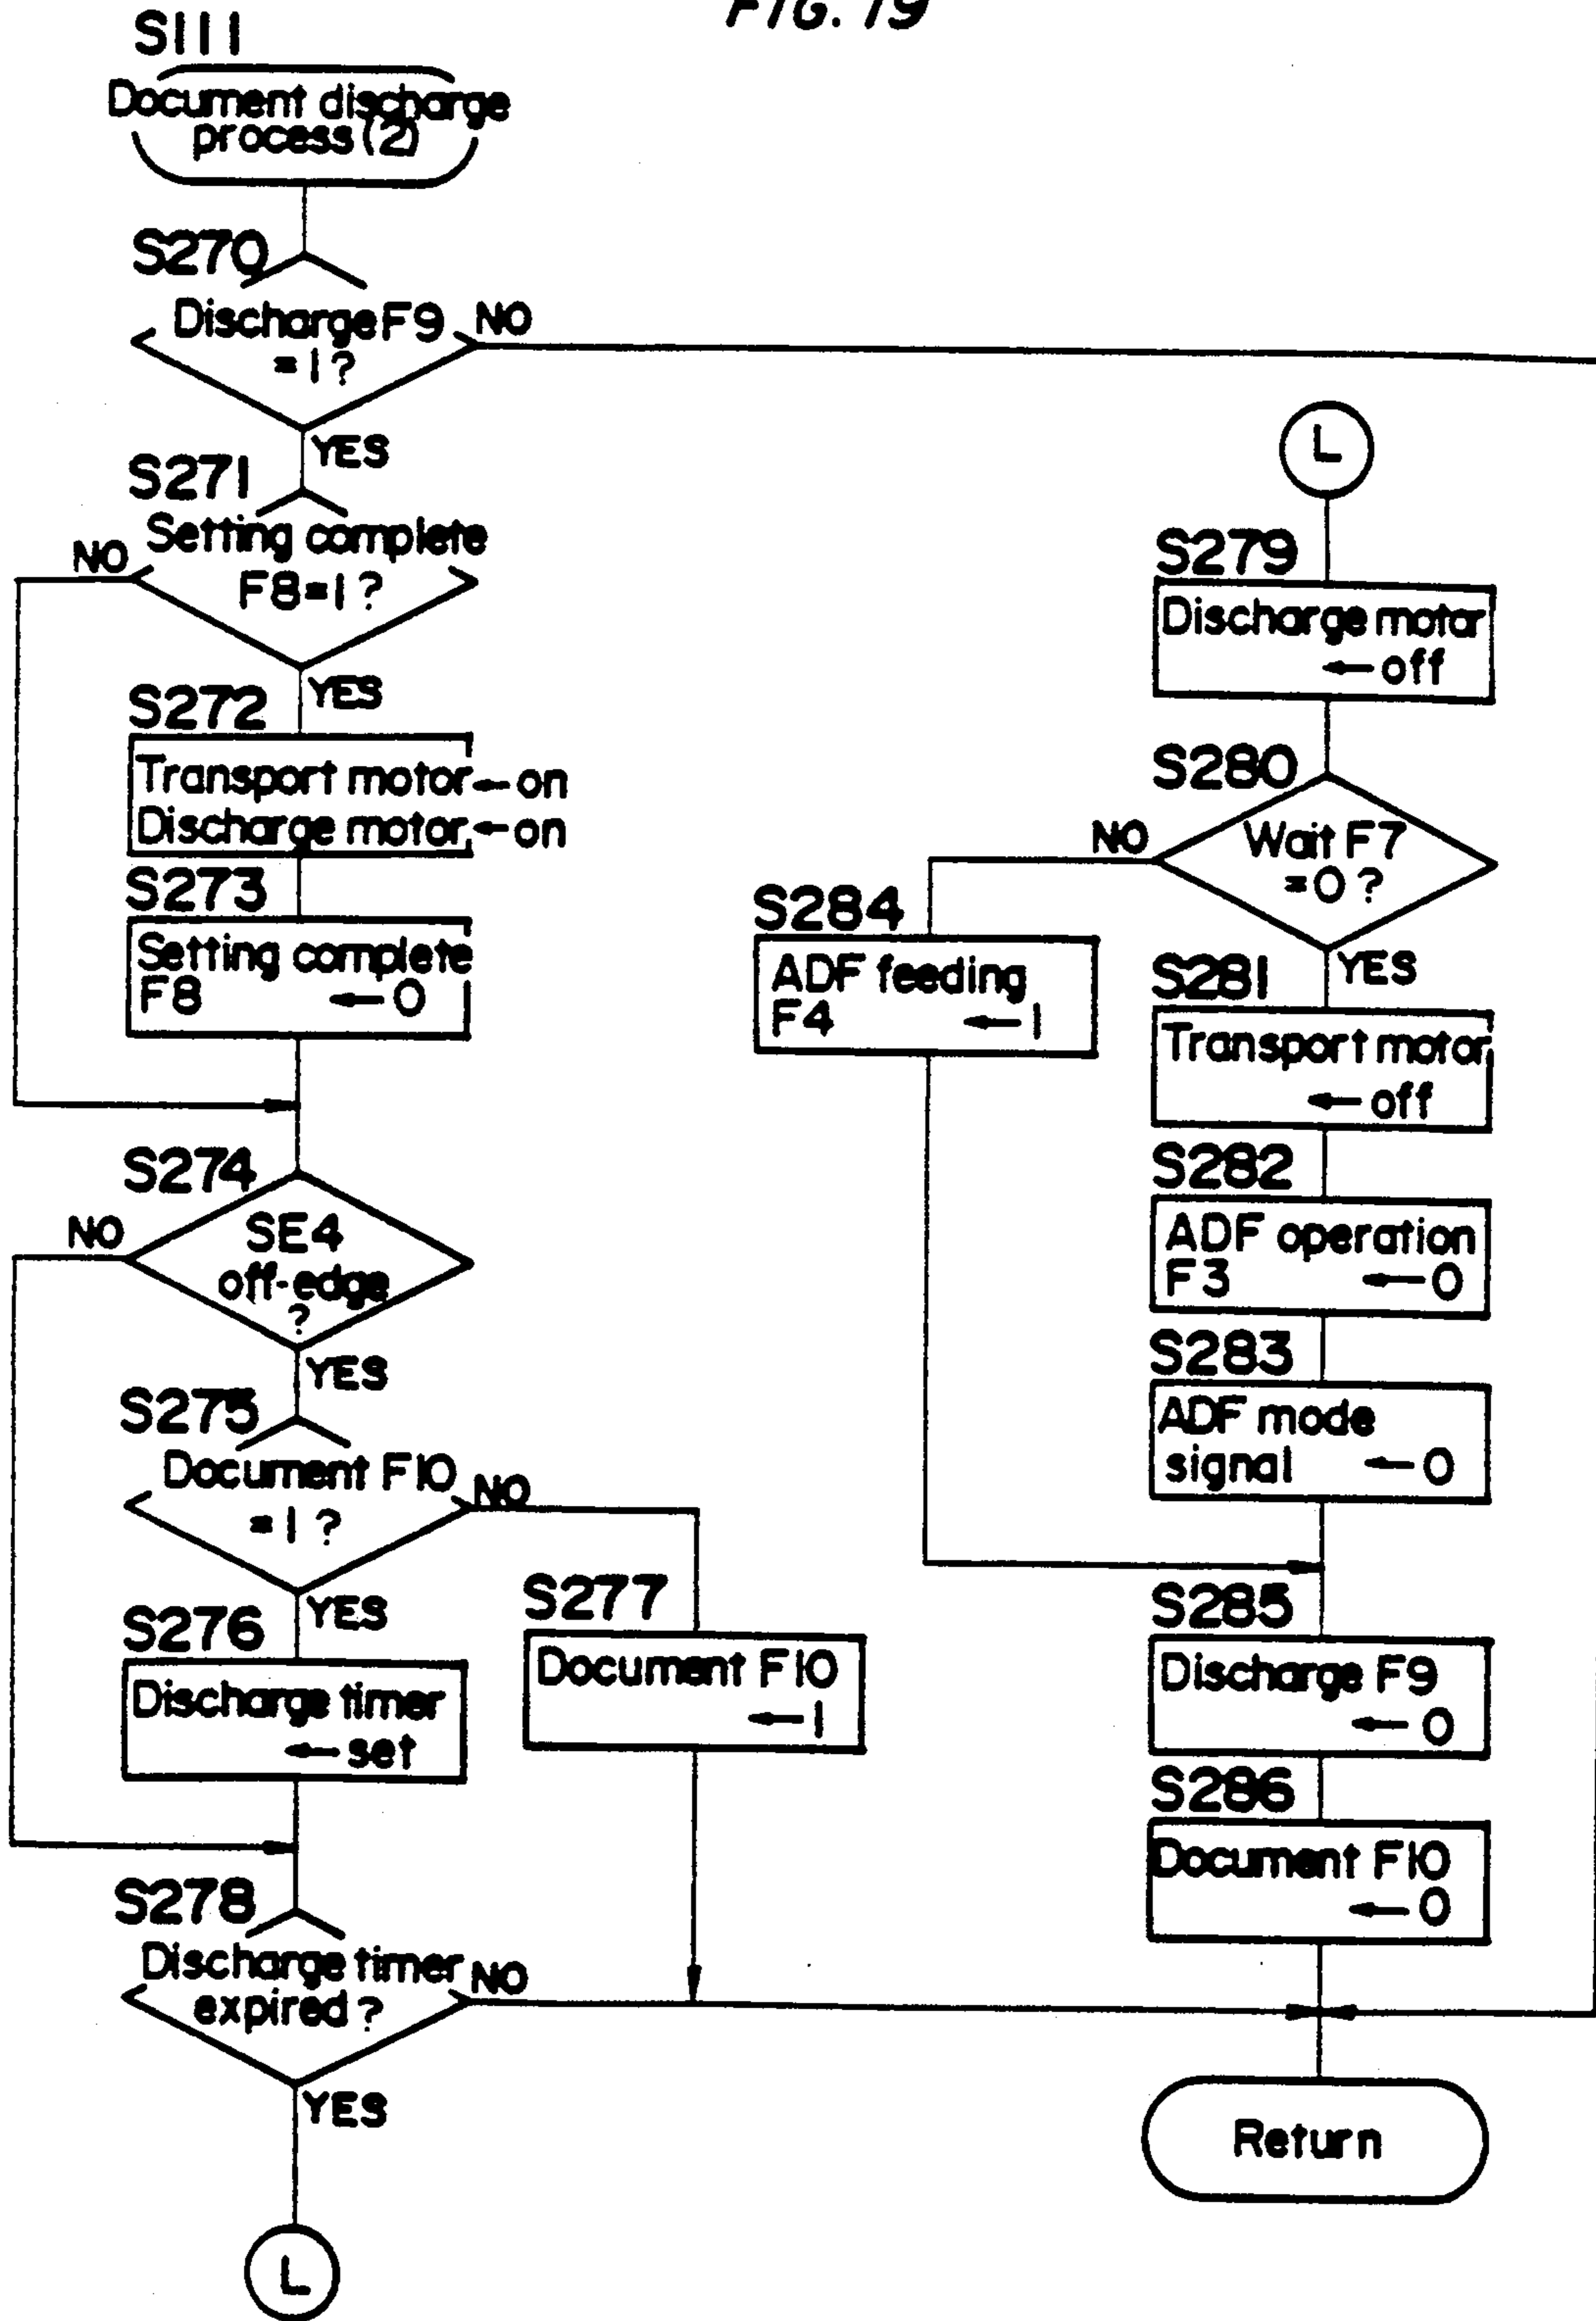 FIG. 19
S111
Document discharge
process (2)
S270
Discharge F9
=1?
NO
YES
S271
Setting complete
F8=1?
NO
YES
S272
Transport motor ← on
Discharge motor ← on
S273
Setting complete
F8 ← 0
S274
SE4
off-edge
?
NO
YES
S275
Document F10
=1?
NO
YES
S276
Discharge timer
← set
S277
Document F10
← 1
S278
Discharge timer
expired?
NO
YES
L
L
S279
Discharge motor
← off
S280
Wait F7
=0?
NO
YES
S284
ADF feeding
F4 ← 1
S281
Transport motor
← off
S282
ADF operation
F3 ← 0
S283
ADF mode
signal ← 0
S285
Discharge F9
← 0
S286
Document F10
← 0
Return